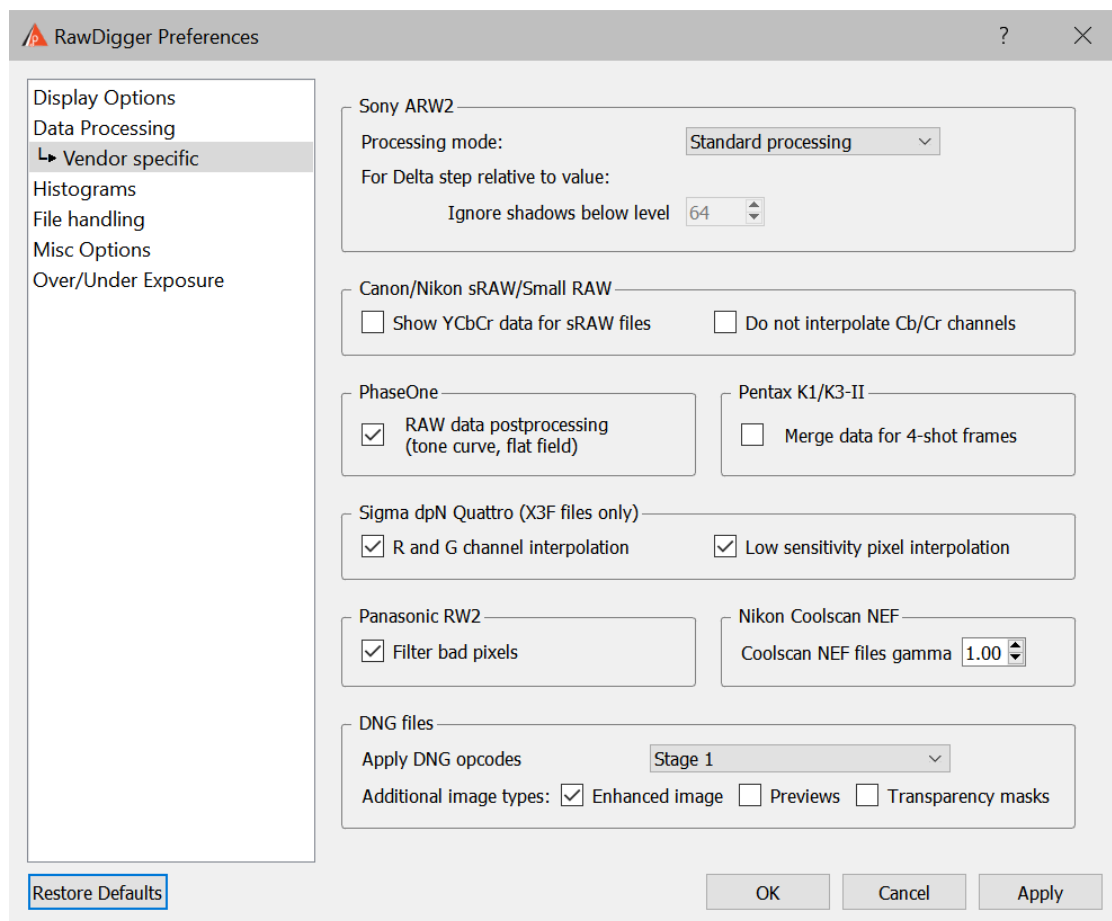 RawDigger Preferences
?
Display Options
Data Processing
Vendor specific
Histograms
File handling
Misc Options
Over/Under Exposure
Sony ARW2
Processing mode: Standard processing
For Delta step relative to value:
Ignore shadows below level 64
Canon/Nikon sRAW/Small RAW
Show YCbCr data for sRAW files Do not interpolate Cb/Cr channels
PhaseOne
RAW data postprocessing
(tone curve, flat field)
Pentax K1/K3-II
Merge data for 4-shot frames
Sigma dpN Quattro (X3F files only)
R and G channel interpolation Low sensitivity pixel interpolation
Panasonic RW2
Filter bad pixels
Nikon Coolscan NEF
Coolscan NEF files gamma 1.00
DNG files
Apply DNG opcodes Stage 1
Additional image types: Enhanced image Previews Transparency masks
Restore Defaults OK Cancel Apply